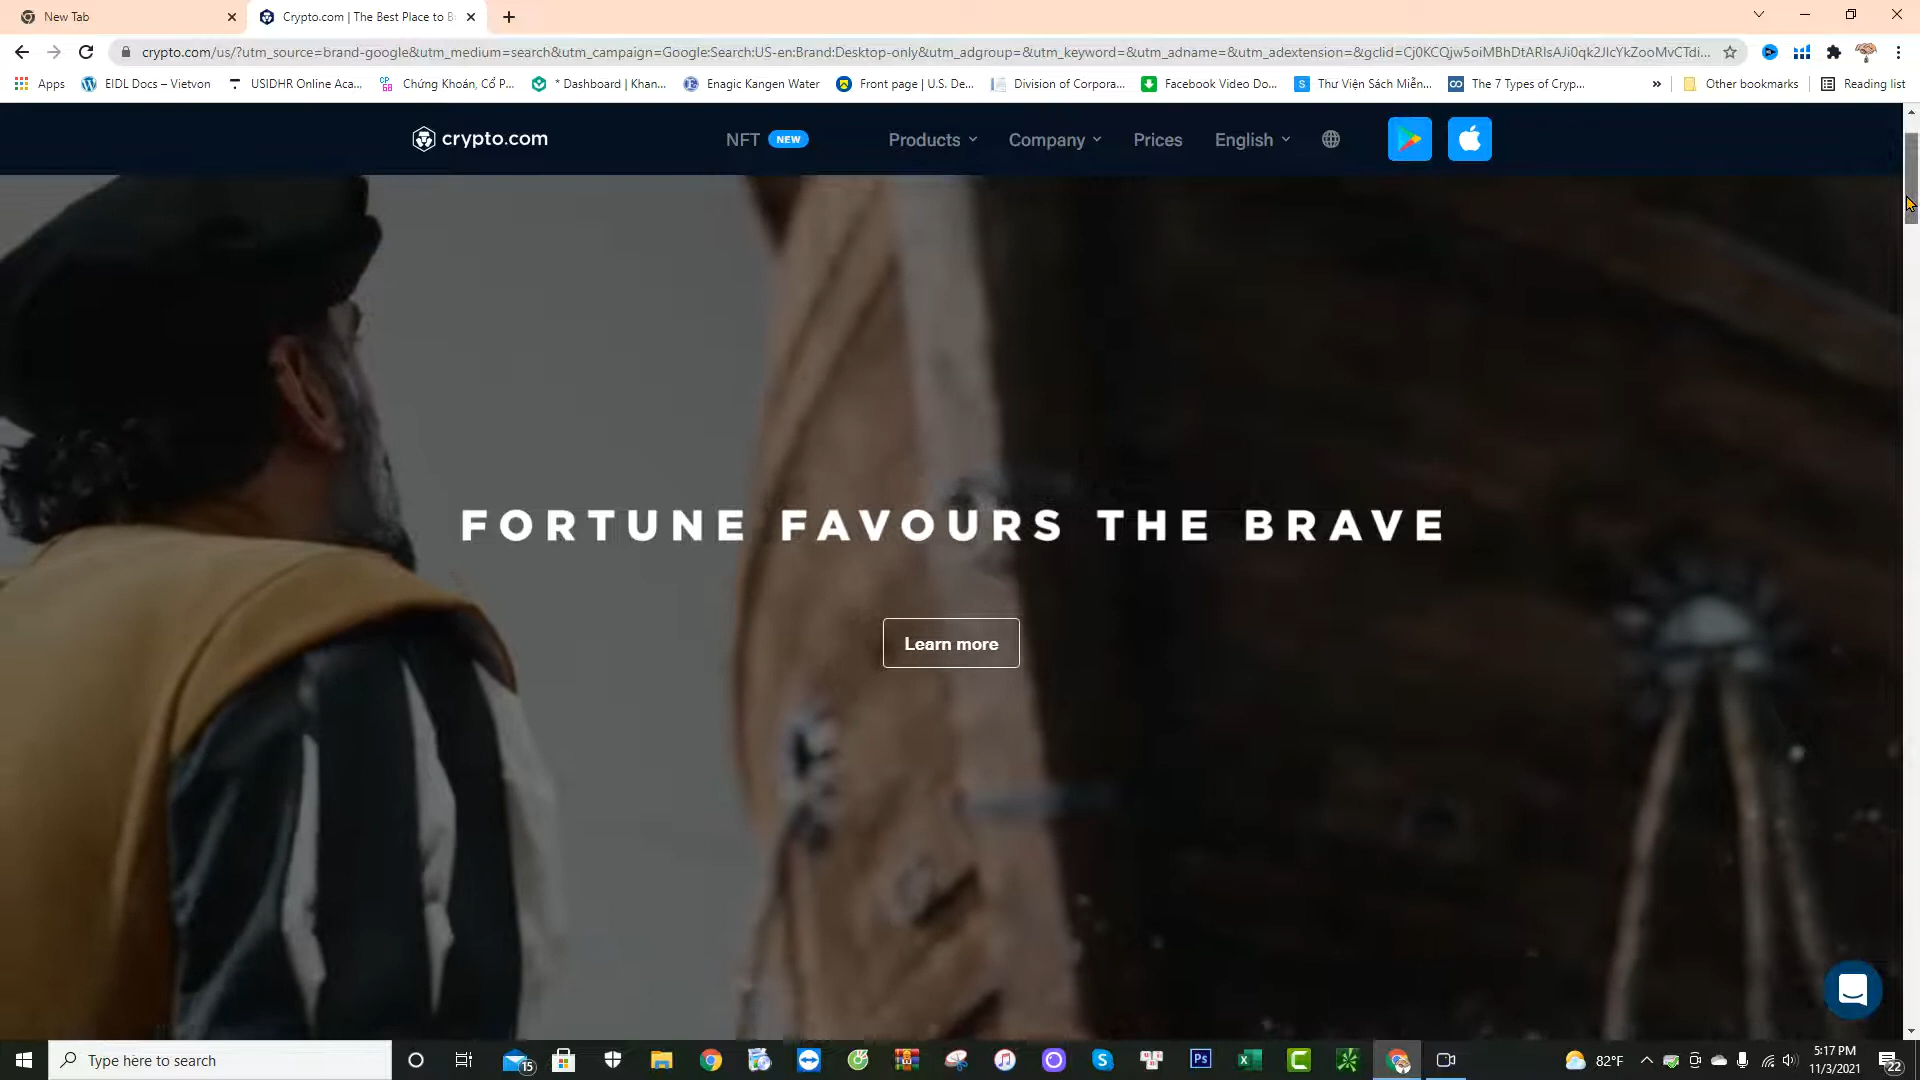 New Tab
Crypto.com | The Best Place to B
crypto.com/us/?utm_source=brand-google&utm_medium=search&utm_campaign=Google:Search:US-en:Brand:Desktop-only&utm_adgroup=&utm_keyword=&utm_adname=&utm_adextension=&gclid=Cj0KCQjw5oiMBhDtARIsAJi0qk2JIcYkZooMvCTdi...
Apps EIDL Docs – Vietvon USIDHR Online Aca... Chứng Khoán, Cổ P... * Dashboard | Khan... Enagic Kangen Water Front page | U.S. De... Division of Corpora... Facebook Video Do... Thư Viện Sách Miễn... The 7 Types of Cryp... » Other bookmarks Reading list
crypto.com NFT NEW Products Company Prices English
FORTUNE FAVOURS THE BRAVE
Learn more
Type here to search
15
Ps
82°F
5:17 PM
11/3/2021
22